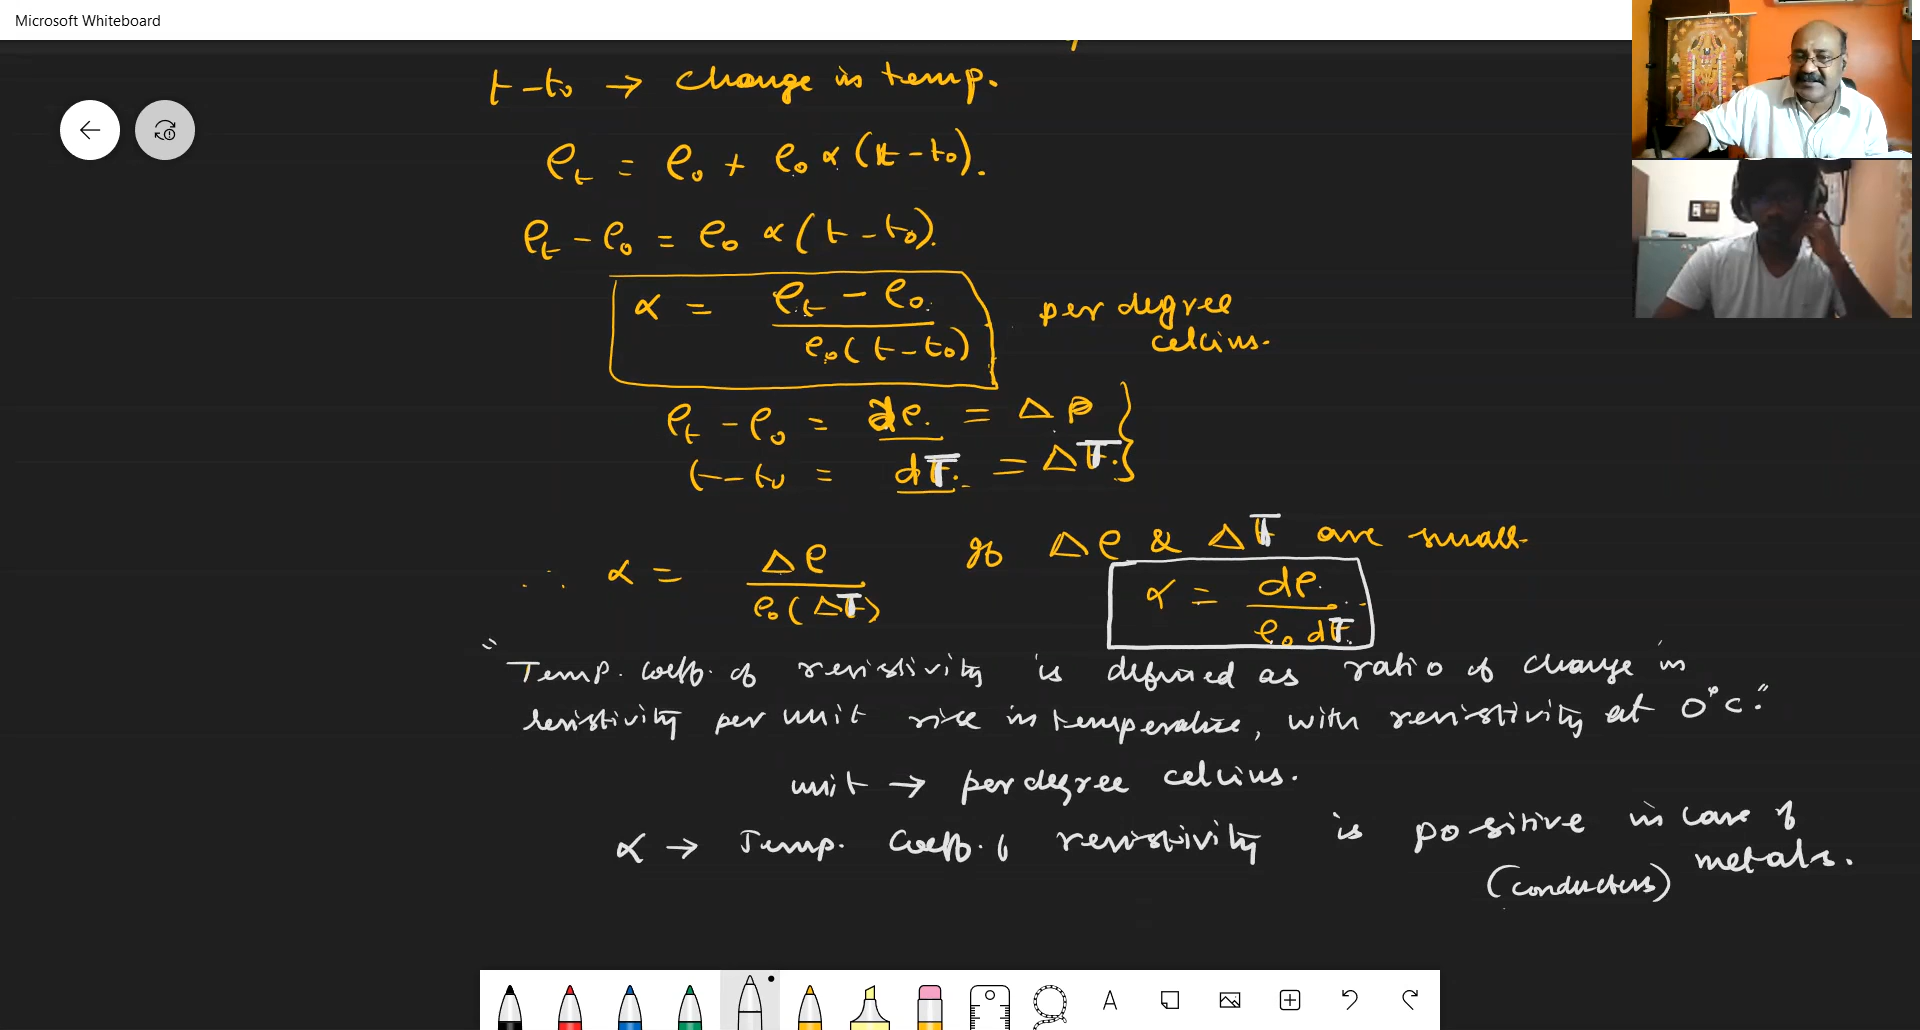 Microsoft Whiteboard
t - t₀ → change in temp.
ρₜ = ρ₀ + ρ₀ α (t - t₀).
ρₜ - ρ₀ = ρ₀ α (t - t₀).
α = (ρₜ - ρ₀) / (ρ₀ (t - t₀)) per degree
celcius.
ρₜ - ρ₀ = dρ. = Δρ }
t - t₀ = dT. = ΔT. }
∴ α = Δρ / (ρ₀ (ΔT)) If Δρ & ΔT are small.
α = dρ / (ρ₀ dT)
"Temp. coeff. of resistivity is defined as ratio of change in
resistivity per unit rise in temperature, with resistivity at 0°C."
unit → per degree celcius.
α → Temp. coeff. of resistivity is positive in case of
metals.
(conductors)